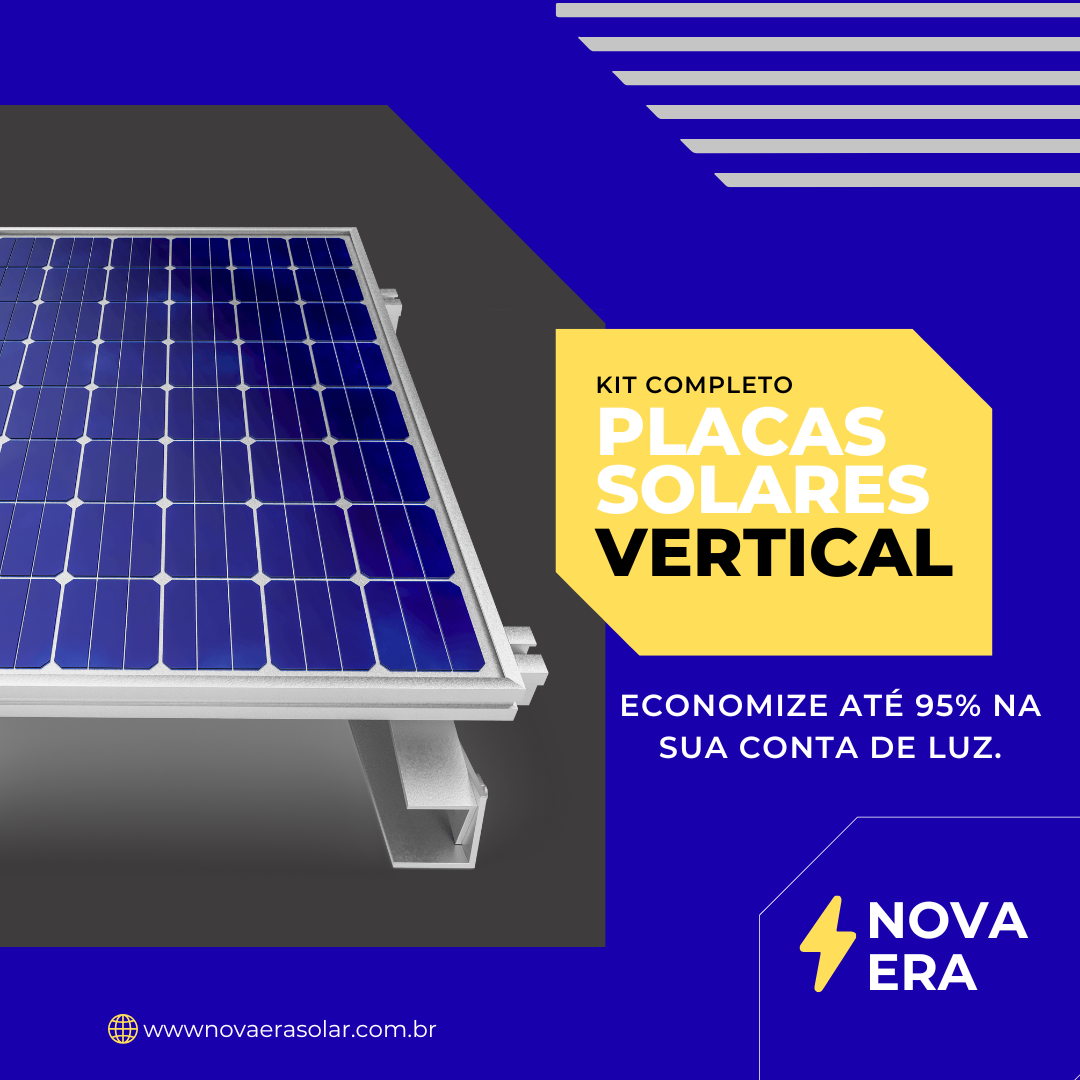 KIT COMPLETO
PLACAS
SOLARES
VERTICAL
ECONOMIZE ATÉ 95% NA
SUA CONTA DE LUZ.
NOVA
ERA
wwwnovaerasolar.com.br